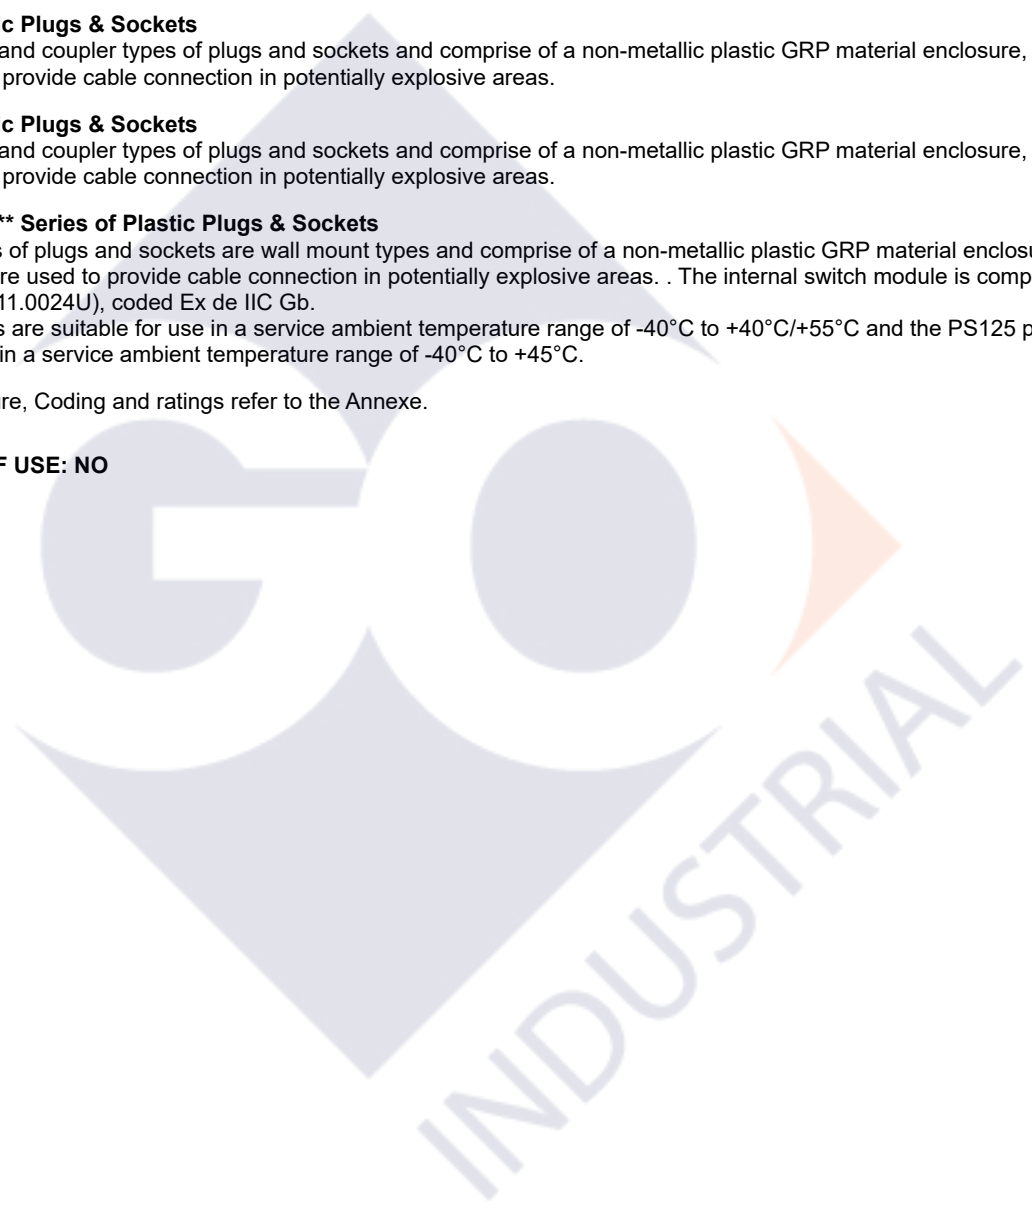 c Plugs & Sockets
and coupler types of plugs and sockets and comprise of a non-metallic plastic GRP material enclosure,
provide cable connection in potentially explosive areas.
c Plugs & Sockets
and coupler types of plugs and sockets and comprise of a non-metallic plastic GRP material enclosure,
provide cable connection in potentially explosive areas.
** Series of Plastic Plugs & Sockets
s of plugs and sockets are wall mount types and comprise of a non-metallic plastic GRP material enclosu
re used to provide cable connection in potentially explosive areas. . The internal switch module is comp
11.0024U), coded Ex de IIC Gb.
s are suitable for use in a service ambient temperature range of -40°C to +40°C/+55°C and the PS125 p
in a service ambient temperature range of -40°C to +45°C.
re, Coding and ratings refer to the Annexe.
F USE: NO
GO
INDUSTRIAL